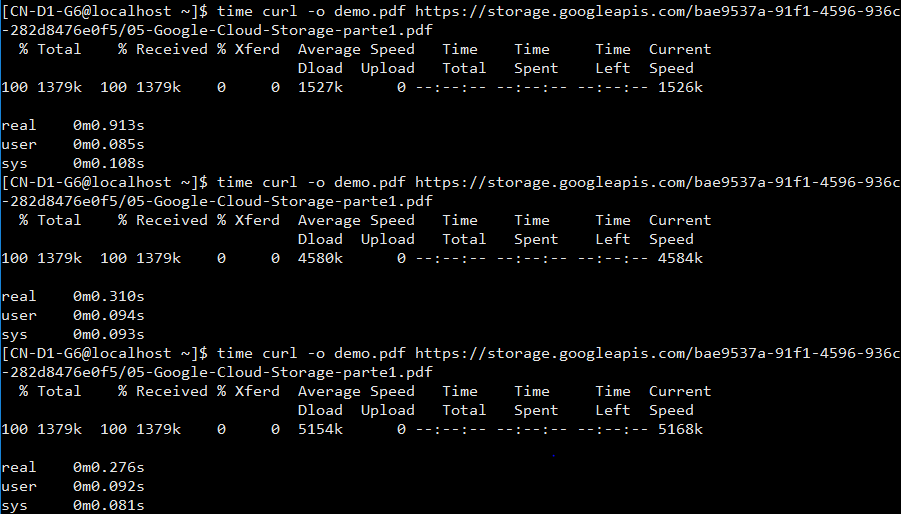 [CN-D1-G6@localhost ~]$ time curl -o demo.pdf https://storage.googleapis.com/bae9537a-91f1-4596-936c
-282d8476e0f5/05-Google-Cloud-Storage-parte1.pdf
  % Total    % Received % Xferd  Average Speed   Time    Time     Time  Current
                                 Dload  Upload   Total   Spent    Left  Speed
100 1379k  100 1379k    0     0  1527k      0 --:--:-- --:--:-- --:--:-- 1526k
real    0m0.913s
user    0m0.085s
sys     0m0.108s
[CN-D1-G6@localhost ~]$ time curl -o demo.pdf https://storage.googleapis.com/bae9537a-91f1-4596-936c
-282d8476e0f5/05-Google-Cloud-Storage-parte1.pdf
  % Total    % Received % Xferd  Average Speed   Time    Time     Time  Current
                                 Dload  Upload   Total   Spent    Left  Speed
100 1379k  100 1379k    0     0  4580k      0 --:--:-- --:--:-- --:--:-- 4584k
real    0m0.310s
user    0m0.094s
sys     0m0.093s
[CN-D1-G6@localhost ~]$ time curl -o demo.pdf https://storage.googleapis.com/bae9537a-91f1-4596-936c
-282d8476e0f5/05-Google-Cloud-Storage-parte1.pdf
  % Total    % Received % Xferd  Average Speed   Time    Time     Time  Current
                                 Dload  Upload   Total   Spent    Left  Speed
100 1379k  100 1379k    0     0  5154k      0 --:--:-- --:--:-- --:--:-- 5168k
real    0m0.276s
user    0m0.092s
sys     0m0.081s